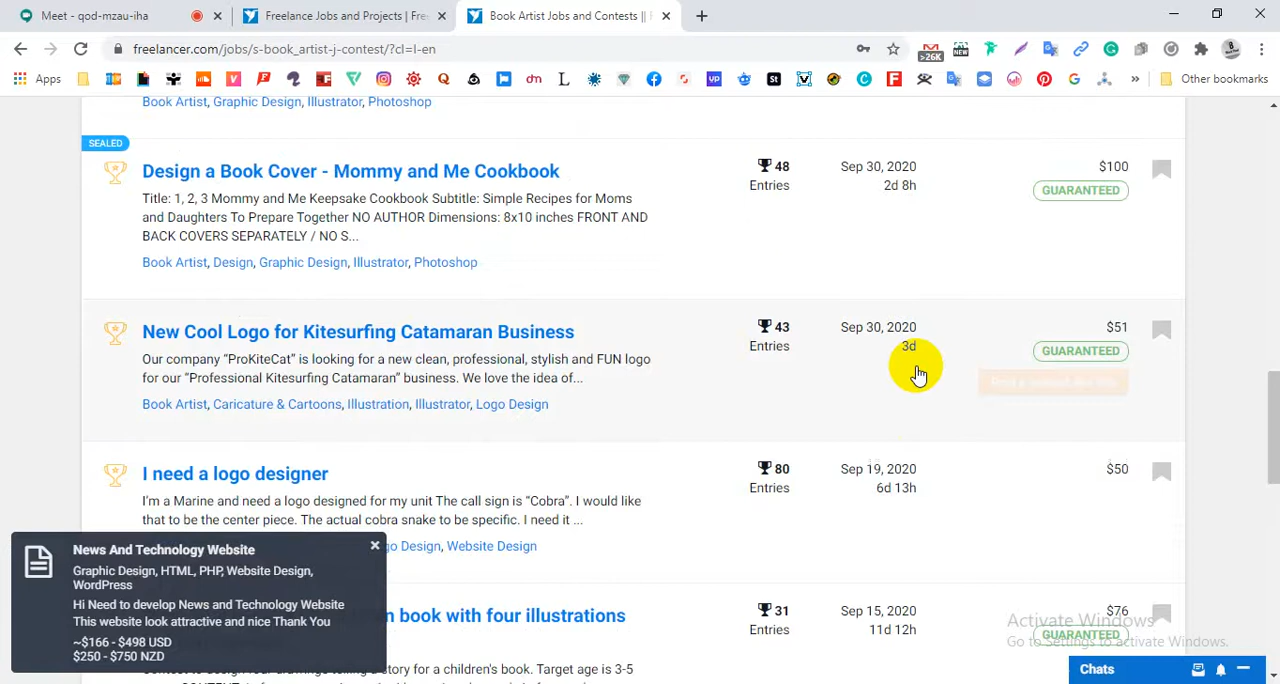 Meet - qod-mzau-iha
Freelance Jobs and Projects | Free
Book Artist Jobs and Contests ||
freelancer.com/jobs/s-book_artist-j-contest/?cl=l-en
>26K
NEW
Apps
Other bookmarks
Book Artist, Graphic Design, Illustrator, Photoshop
SEALED
Design a Book Cover - Mommy and Me Cookbook
48
Entries
Sep 30, 2020
2d 8h
$100
GUARANTEED
Title: 1, 2, 3 Mommy and Me Keepsake Cookbook Subtitle: Simple Recipes for Moms
and Daughters To Prepare Together NO AUTHOR Dimensions: 8x10 inches FRONT AND
BACK COVERS SEPARATELY / NO S...
Book Artist, Design, Graphic Design, Illustrator, Photoshop
New Cool Logo for Kitesurfing Catamaran Business
43
Entries
Sep 30, 2020
3d
$51
GUARANTEED
Our company “ProKiteCat” is looking for a new clean, professional, stylish and FUN logo
for our “Professional Kitesurfing Catamaran” business. We love the idea of...
Book Artist, Caricature & Cartoons, Illustration, Illustrator, Logo Design
I need a logo designer
80
Entries
Sep 19, 2020
6d 13h
$50
I'm a Marine and need a logo designed for my unit The call sign is “Cobra”. I would like
that to be the center piece. The actual cobra snake to be specific. I need it ...
go Design, Website Design
n book with four illustrations
31
Entries
Sep 15, 2020
11d 12h
$76
GUARANTEED
tory for a children's book. Target age is 3-5
News And Technology Website
Graphic Design, HTML, PHP, Website Design,
WordPress
Hi Need to develop News and Technology Website
This website look attractive and nice Thank You
~$166 - $498 USD
$250 - $750 NZD
Activate Windows
Go to Settings to activate Windows.
Chats